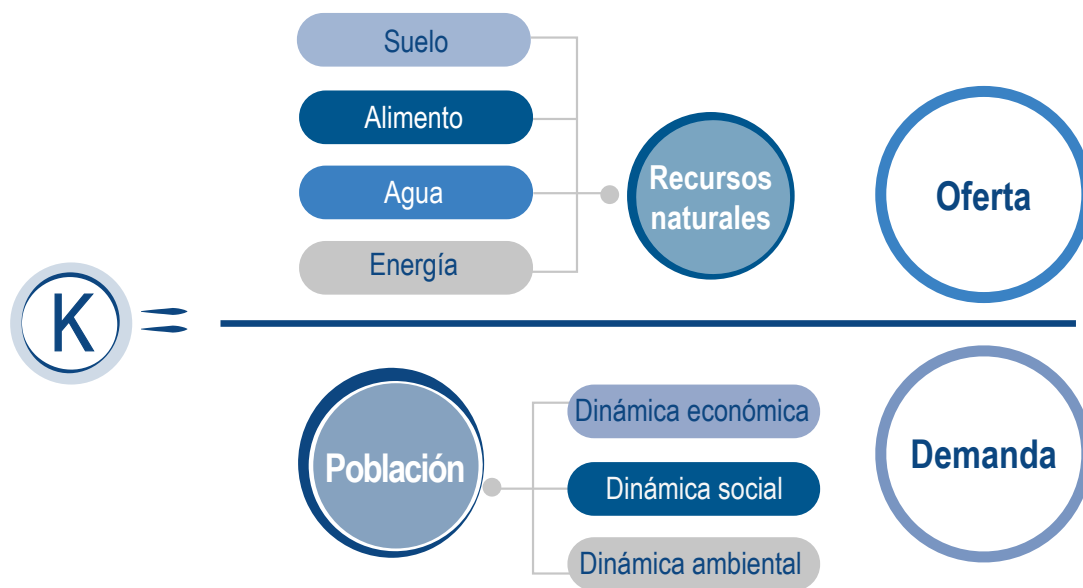 Suelo
Alimento
Agua
Energía
Recursos
naturales
Oferta
K =
Población
Dinámica económica
Dinámica social
Dinámica ambiental
Demanda